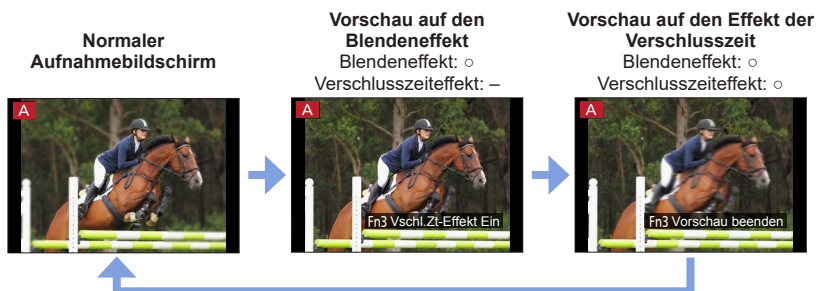 Normaler
Aufnahmebildschirm
Vorschau auf den
Blendeneffekt
Blendeneffekt: ○
Verschlusszeiteffekt: –
Vorschau auf den Effekt der
Verschlusszeit
Blendeneffekt: ○
Verschlusszeiteffekt: ○
A
A
Fn3 Vschl.Zt-Effekt Ein
A
Fn3 Vorschau beenden